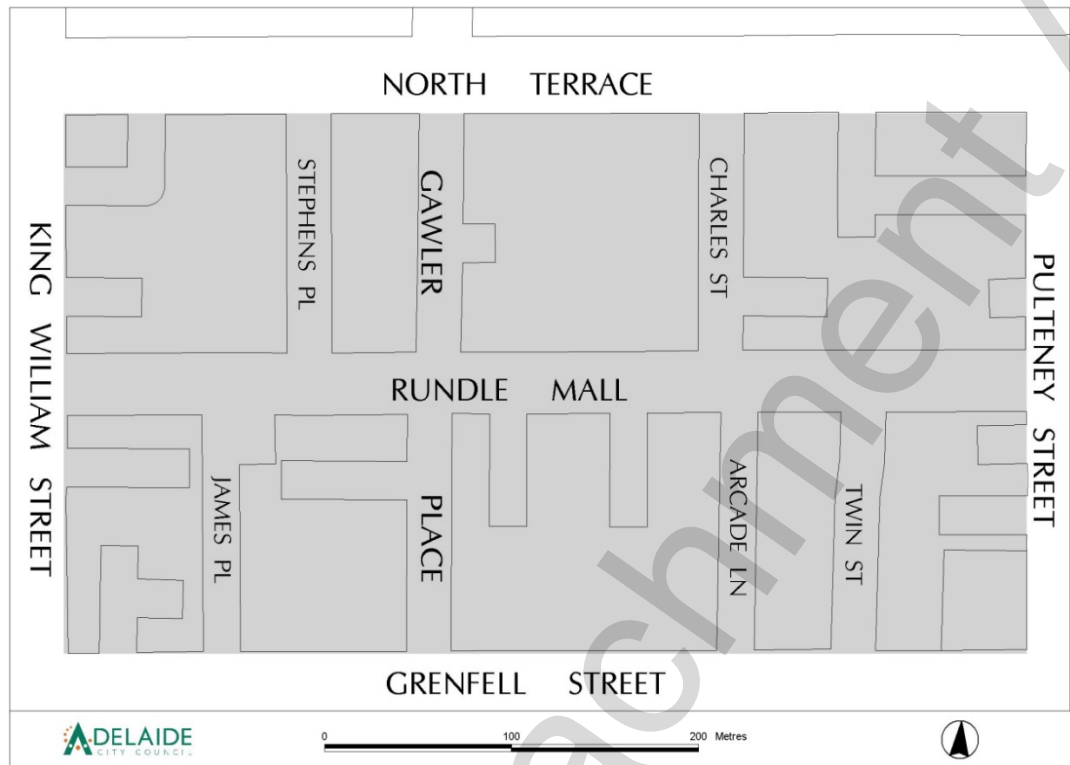 NORTH TERRACE
STEPHENS PL
GAWLER
CHARLES ST
KING WILLIAM STREET
PULTENEY STREET
RUNDLE MALL
JAMES PL
PLACE
ARCADE LN
TWIN ST
GRENFELL STREET
ADELAIDE
CITY COUNCIL
0 100 200 Metres